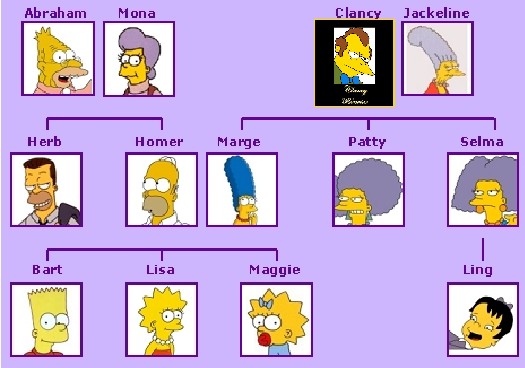 Abraham Mona Clancy Jackeline
Clancy
Bouvier
Herb Homer Marge Patty Selma
Bart Lisa Maggie Ling